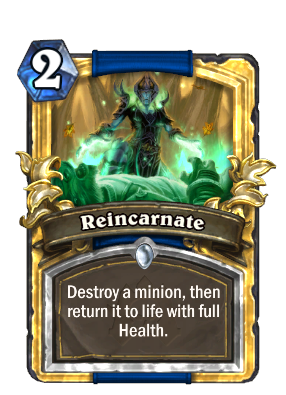 2
Reincarnate
Destroy a minion, then
return it to life with full
Health.